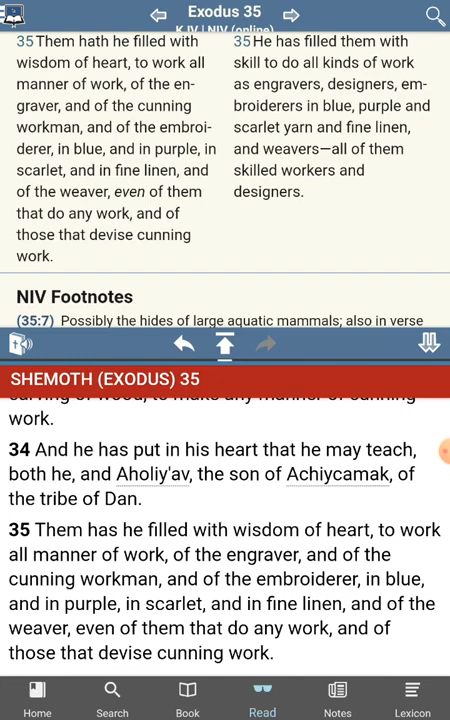 Exodus 35
KJV | NIV (online)
35 Them hath he filled with
wisdom of heart, to work all
manner of work, of the en-
graver, and of the cunning
workman, and of the embroi-
derer, in blue, and in purple, in
scarlet, and in fine linen, and
of the weaver, even of them
that do any work, and of
those that devise cunning
work.
35 He has filled them with
skill to do all kinds of work
as engravers, designers, em-
broiderers in blue, purple and
scarlet yarn and fine linen,
and weavers—all of them
skilled workers and
designers.
NIV Footnotes
(35:7) Possibly the hides of large aquatic mammals; also in verse
SHEMOTH (EXODUS) 35
carving of wood, to make any manner of cunning
work.
34 And he has put in his heart that he may teach,
both he, and Aholiy'av, the son of Achiycamak, of
the tribe of Dan.
35 Them has he filled with wisdom of heart, to work
all manner of work, of the engraver, and of the
cunning workman, and of the embroiderer, in blue,
and in purple, in scarlet, and in fine linen, and of the
weaver, even of them that do any work, and of
those that devise cunning work.
Home
Search
Book
Read
Notes
Lexicon